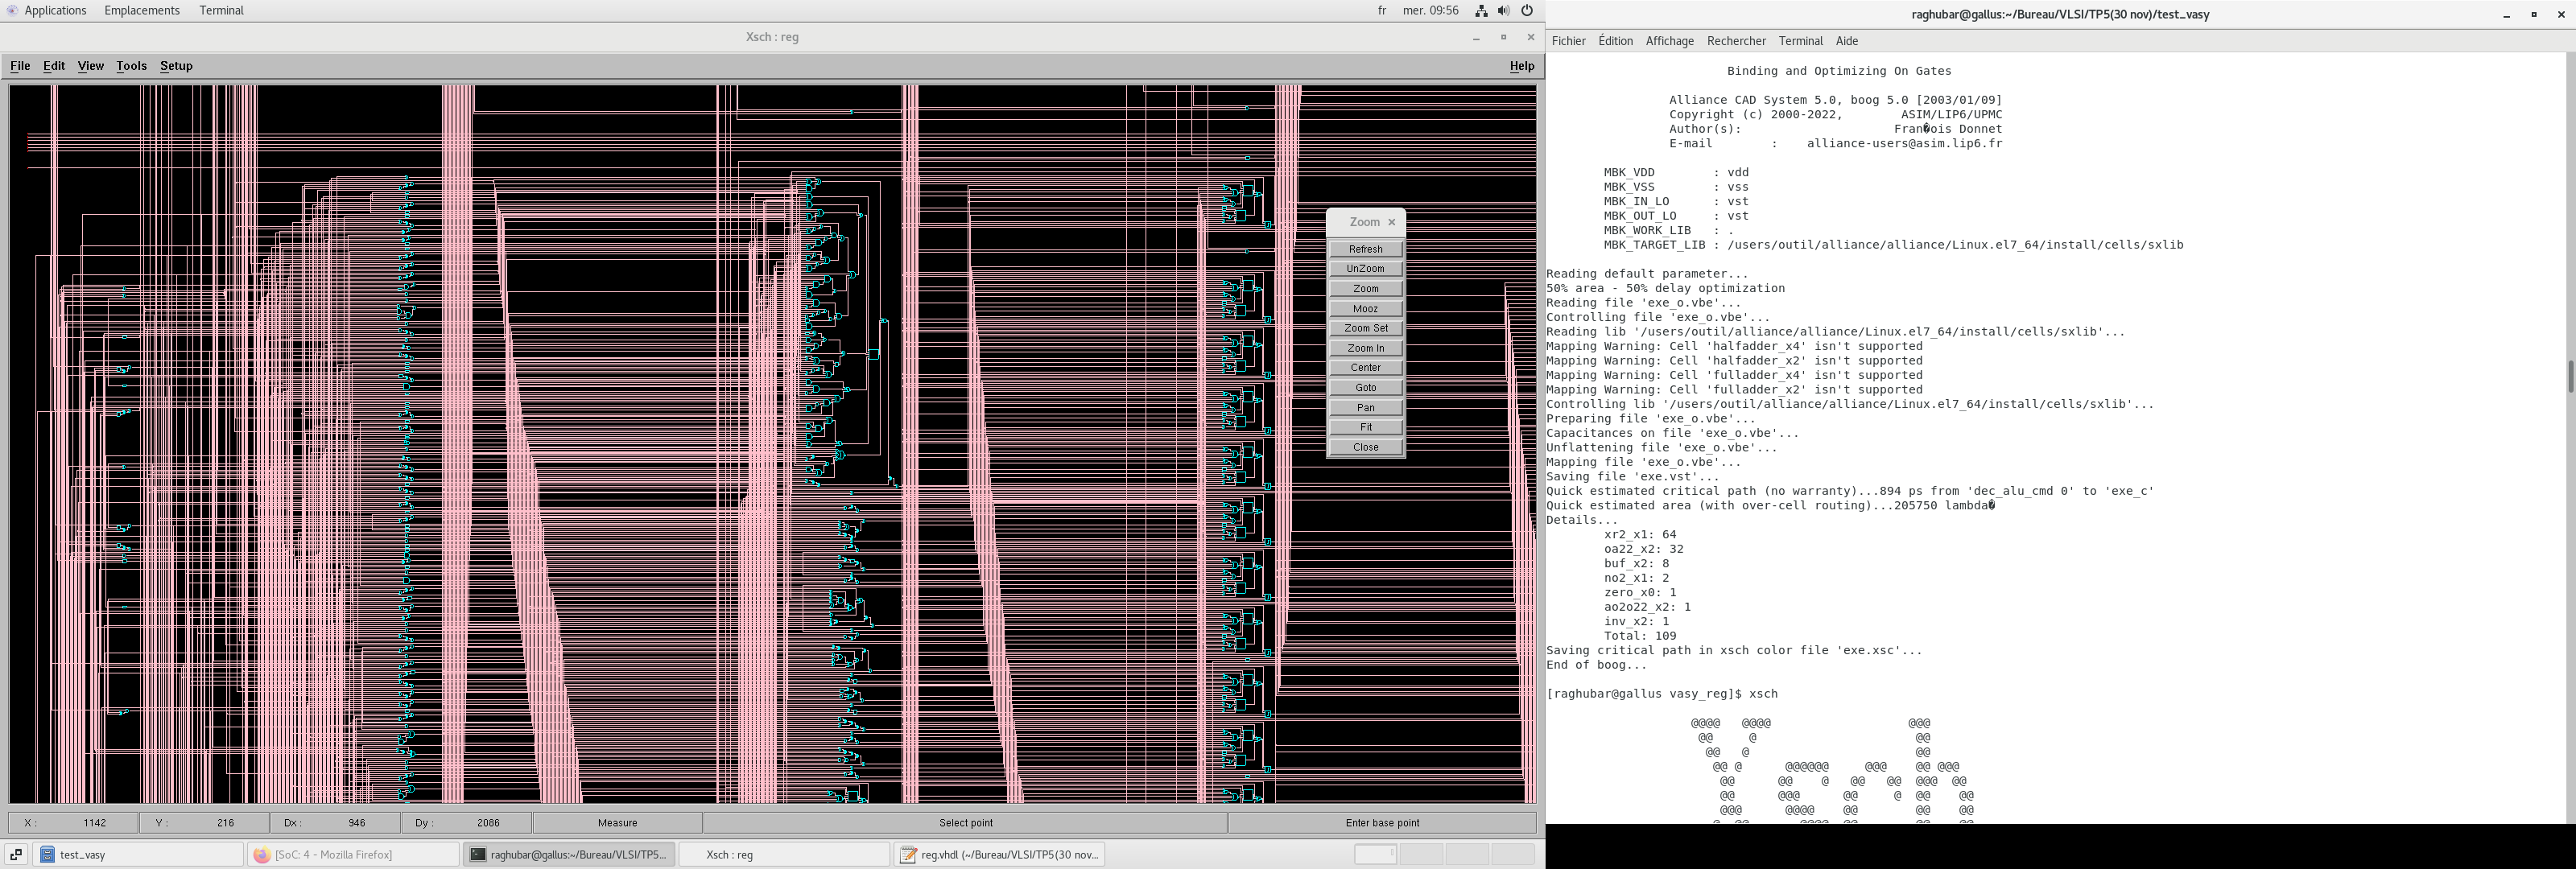 Applications Emplacements Terminal
fr mer. 09:56
Xsch : reg
File Edit View Tools Setup
Help
Zoom
Refresh
UnZoom
Zoom
Mooz
Zoom Set
Zoom In
Center
Goto
Pan
Fit
Close
X : 1142 Y : 216 Dx : 946 Dy : 2086 Measure Select point Enter base point
test_vasy
[SoC: 4 - Mozilla Firefox]
raghubar@gallus:~/Bureau/VLSI/TP5...
Xsch : reg
reg.vhdl (~/Bureau/VLSI/TP5(30 nov...
raghubar@gallus:~/Bureau/VLSI/TP5(30 nov)/test_vasy
Fichier Édition Affichage Rechercher Terminal Aide
Binding and Optimizing On Gates
Alliance CAD System 5.0, boog 5.0 [2003/01/09]
Copyright (c) 2000-2022, ASIM/LIP6/UPMC
Author(s): Fran�ois Donnet
E-mail : alliance-users@asim.lip6.fr
MBK_VDD : vdd
MBK_VSS : vss
MBK_IN_LO : vst
MBK_OUT_LO : vst
MBK_WORK_LIB : .
MBK_TARGET_LIB : /users/outil/alliance/alliance/Linux.el7_64/install/cells/sxlib
Reading default parameter...
50% area - 50% delay optimization
Reading file 'exe_o.vbe'...
Controlling file 'exe_o.vbe'...
Reading lib '/users/outil/alliance/alliance/Linux.el7_64/install/cells/sxlib'...
Mapping Warning: Cell 'halfadder_x4' isn't supported
Mapping Warning: Cell 'halfadder_x2' isn't supported
Mapping Warning: Cell 'fulladder_x4' isn't supported
Mapping Warning: Cell 'fulladder_x2' isn't supported
Controlling lib '/users/outil/alliance/alliance/Linux.el7_64/install/cells/sxlib'...
Preparing file 'exe_o.vbe'...
Capacitances on file 'exe_o.vbe'...
Unflattening file 'exe_o.vbe'...
Mapping file 'exe_o.vbe'...
Saving file 'exe.vst'...
Quick estimated critical path (no warranty)...894 ps from 'dec_alu_cmd 0' to 'exe_c'
Quick estimated area (with over-cell routing)...205750 lambda�
Details...
xr2_x1: 64
oa22_x2: 32
buf_x2: 8
no2_x1: 2
zero_x0: 1
ao2o22_x2: 1
inv_x2: 1
Total: 109
Saving critical path in xsch color file 'exe.xsc'...
End of boog...
[raghubar@gallus vasy_reg]$ xsch
@@@@ @@@@ @@@
@@ @ @@
@@ @ @@
@@ @ @@@@@@ @@@ @@ @@@
@@ @@ @ @@ @@ @@@ @@
@@ @@@ @@ @ @@ @@
@@@ @@@@ @@ @@ @@